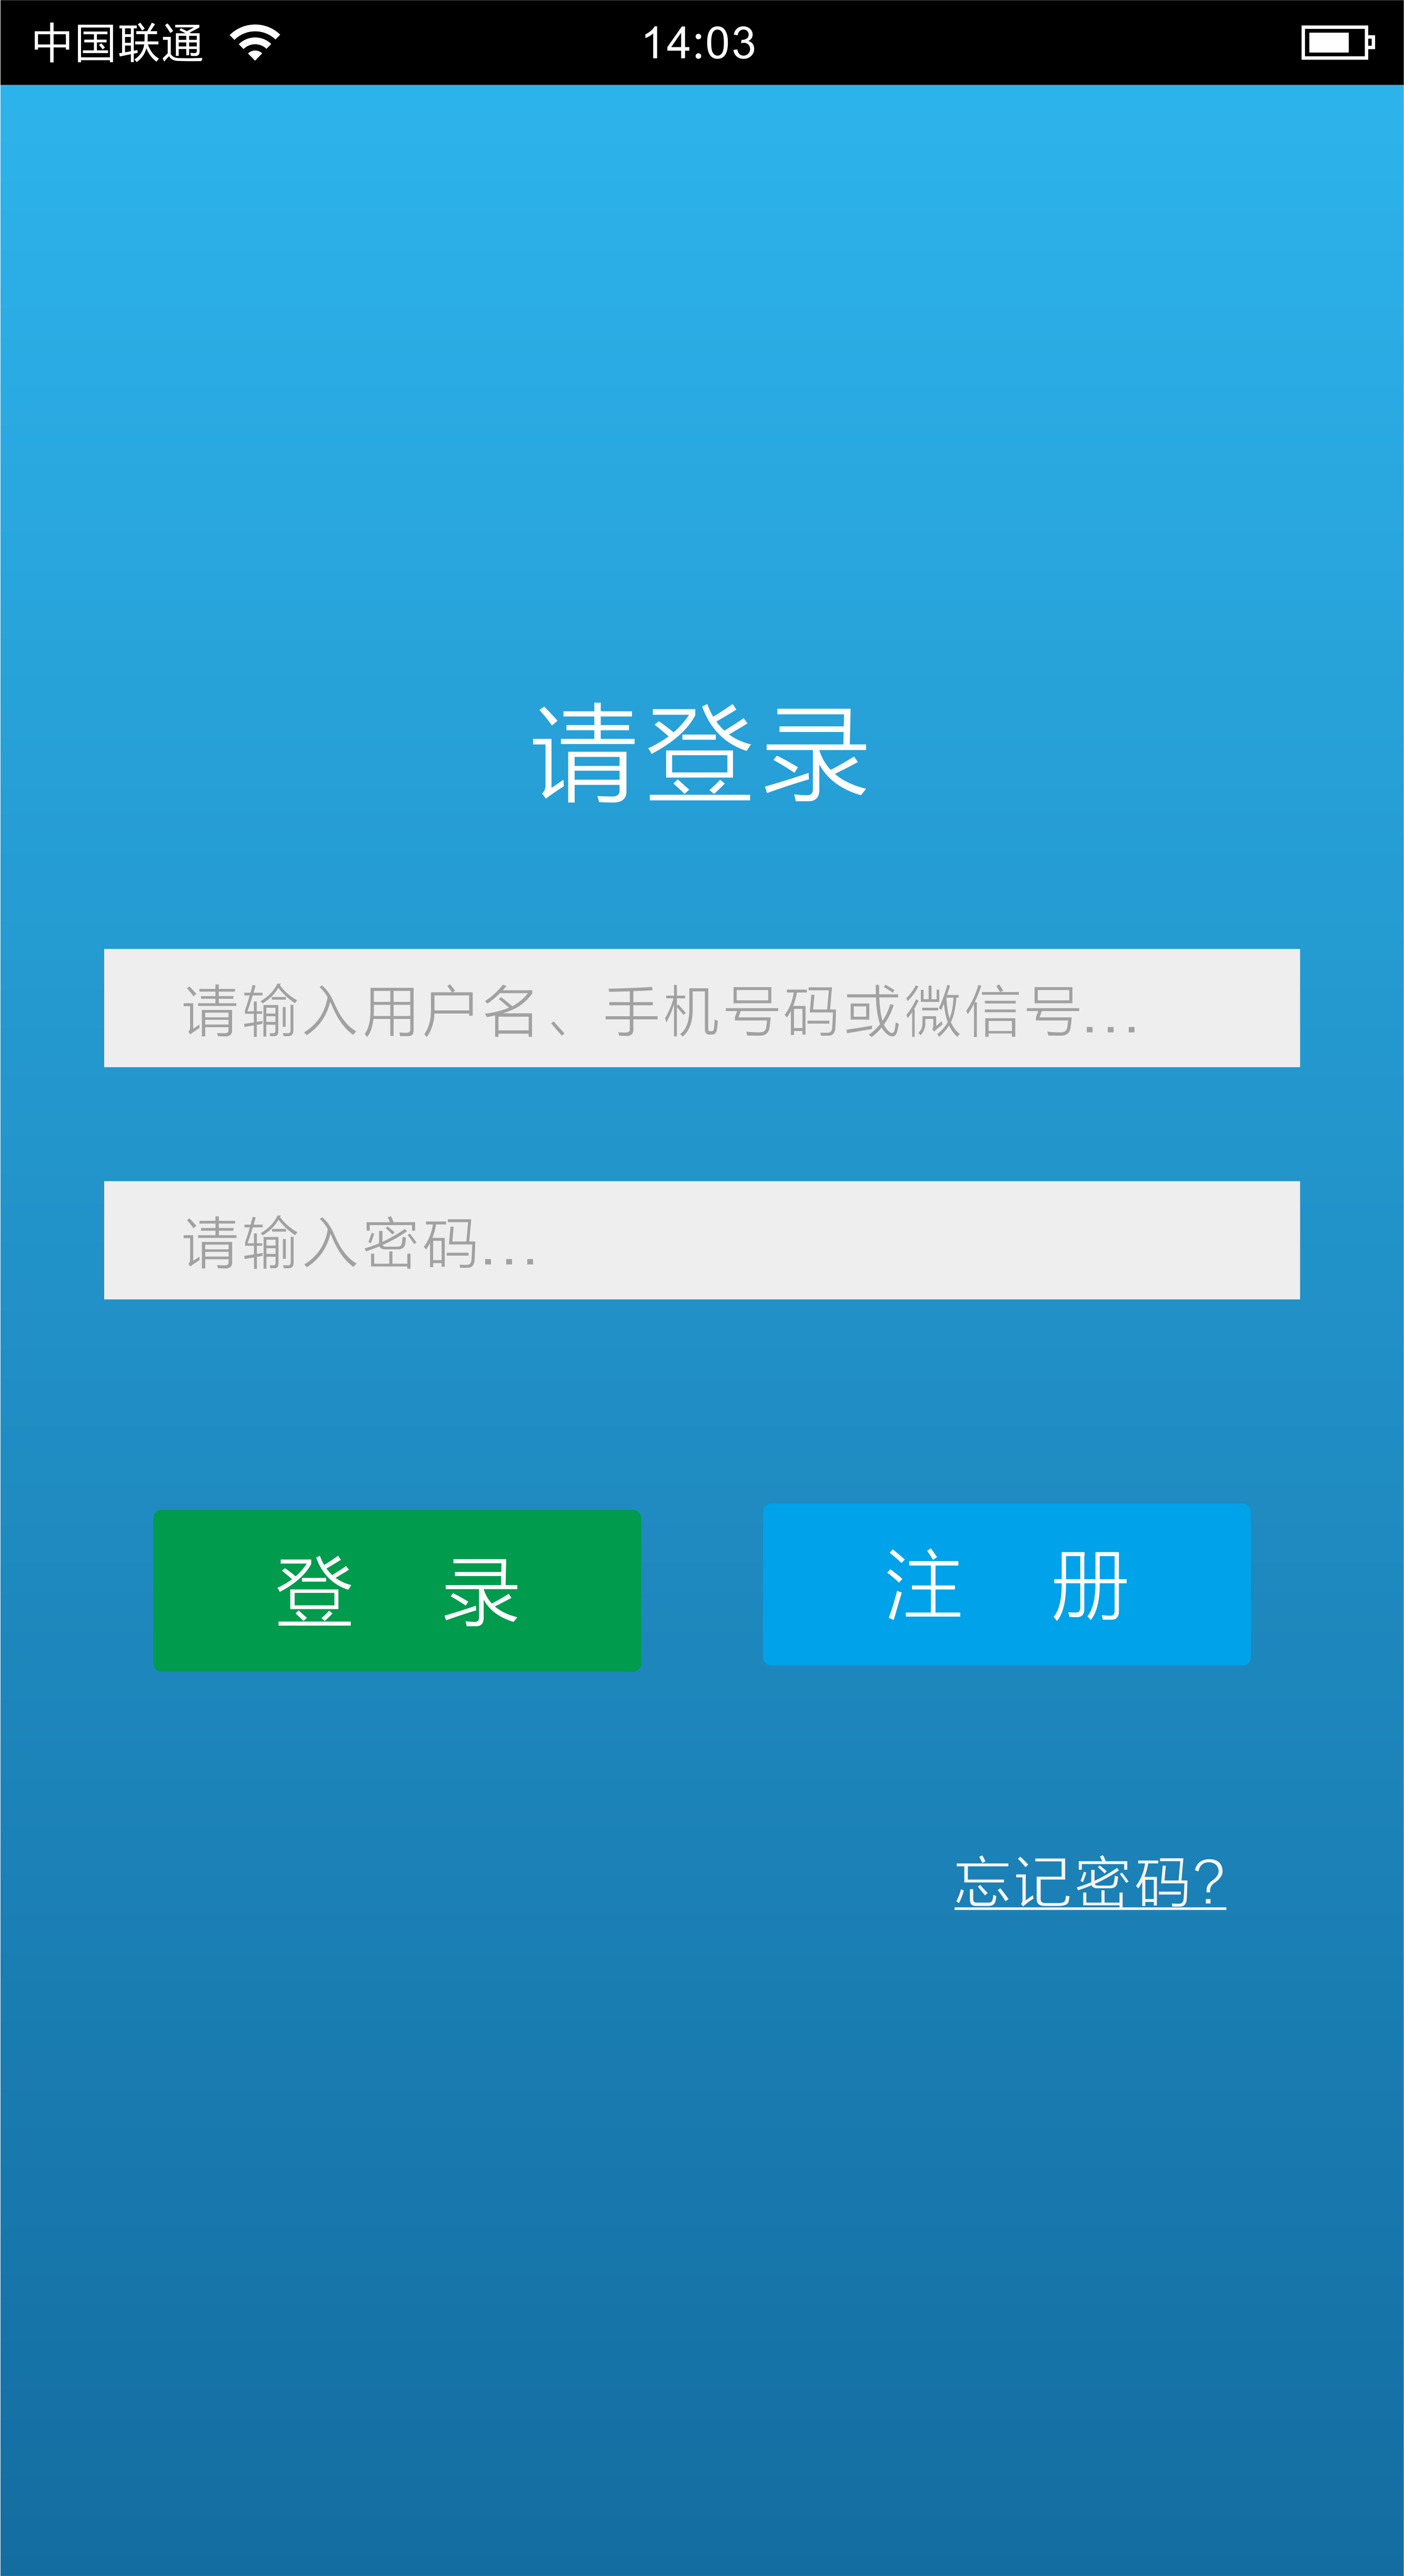 中国联通 14:03
请登录
请输入用户名、手机号码或微信号...
请输入密码...
登 录 注 册
忘记密码?